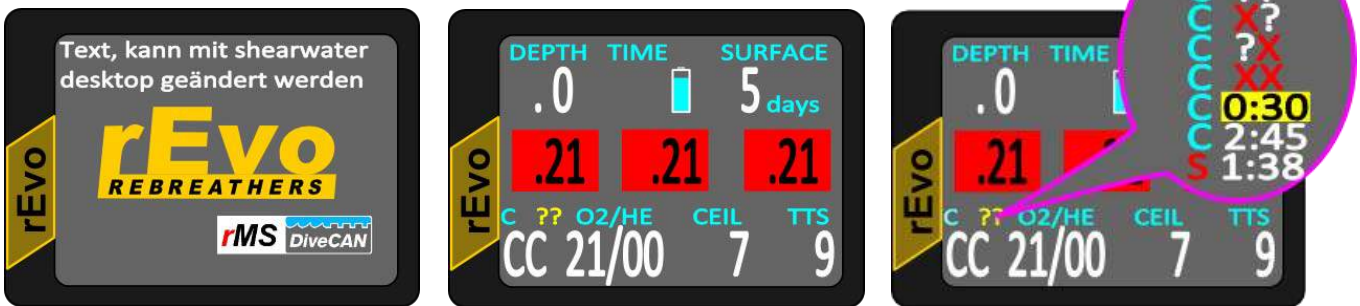 Text, kann mit shearwater
desktop geändert werden
rEvo
REBREATHERS
rMS DiveCAN
rEvo
DEPTH TIME SURFACE
.0 5 days
.21 .21 .21
C ?? O2/HE CEIL TTS
CC 21/00 7 9
rEvo
DEPTH TIME
.0
.21
C ?? O2/HE CEIL TTS
CC 21/00 7 9
rEvo
C X?
C ?X
C XX
C 0:30
C 2:45
S 1:38